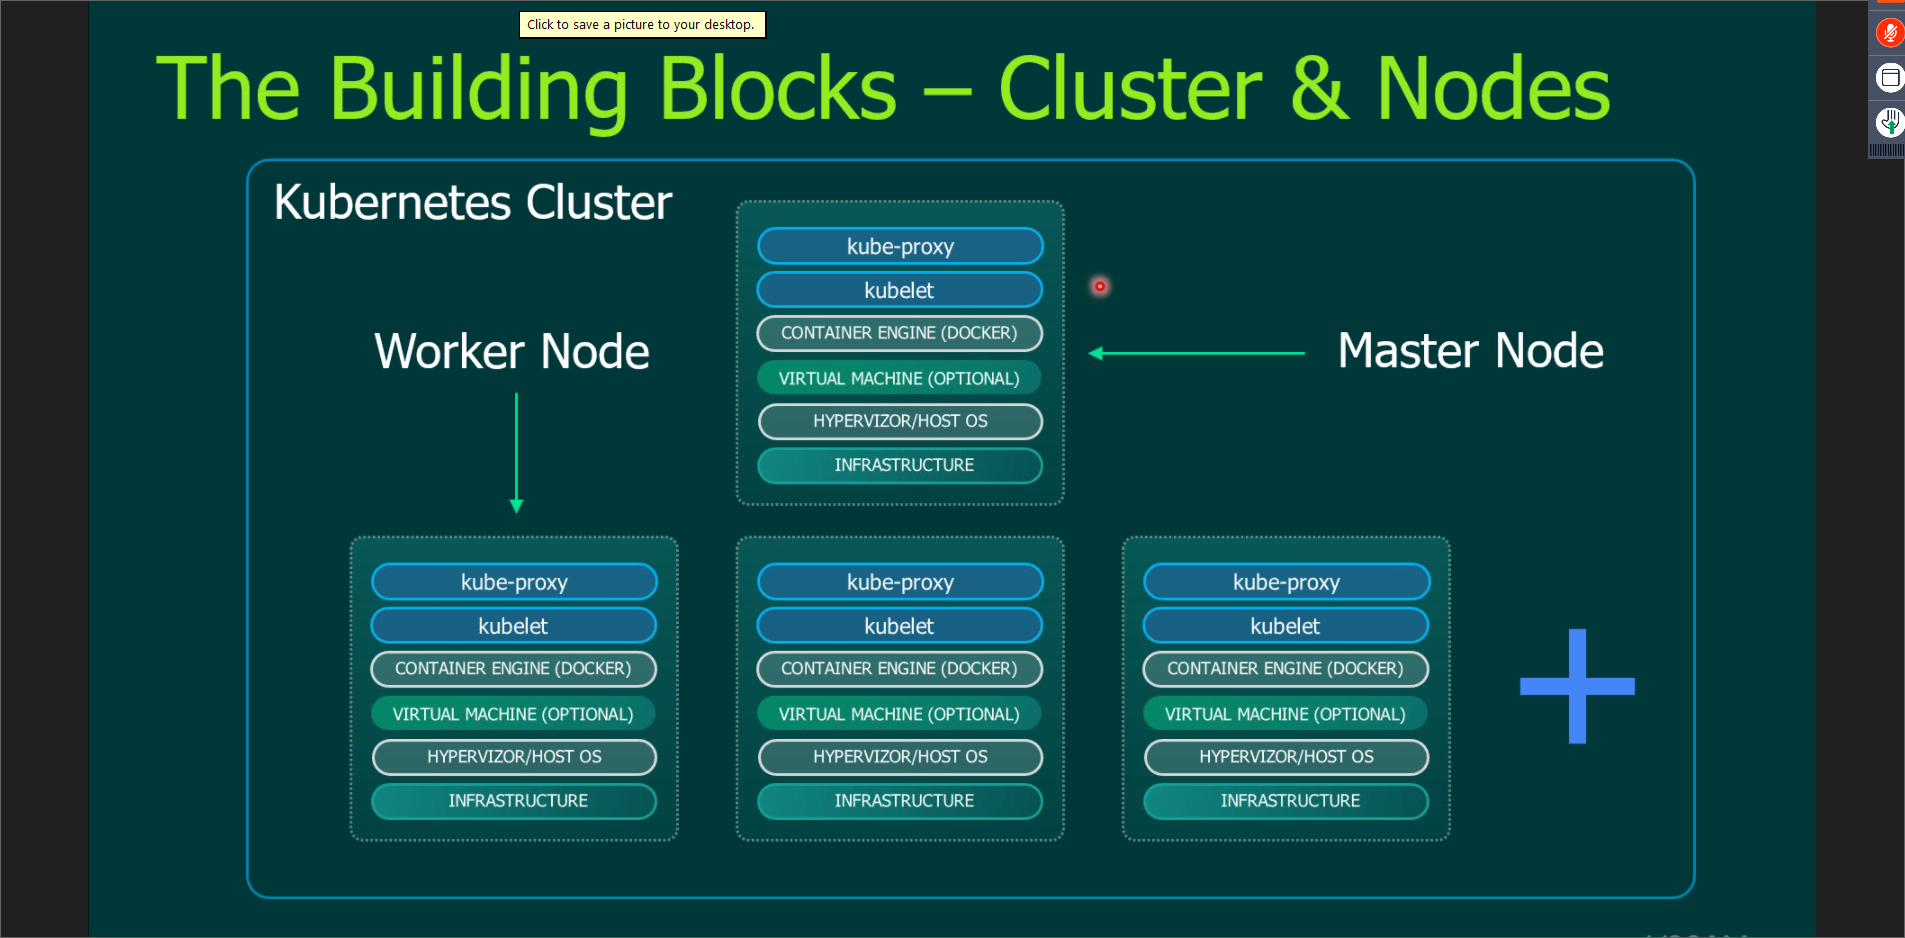 Click to save a picture to your desktop.
The Building Blocks – Cluster & Nodes
Kubernetes Cluster
kube-proxy
kubelet
CONTAINER ENGINE (DOCKER)
VIRTUAL MACHINE (OPTIONAL)
HYPERVIZOR/HOST OS
INFRASTRUCTURE
Worker Node
Master Node
kube-proxy
kubelet
CONTAINER ENGINE (DOCKER)
VIRTUAL MACHINE (OPTIONAL)
HYPERVIZOR/HOST OS
INFRASTRUCTURE
kube-proxy
kubelet
CONTAINER ENGINE (DOCKER)
VIRTUAL MACHINE (OPTIONAL)
HYPERVIZOR/HOST OS
INFRASTRUCTURE
kube-proxy
kubelet
CONTAINER ENGINE (DOCKER)
VIRTUAL MACHINE (OPTIONAL)
HYPERVIZOR/HOST OS
INFRASTRUCTURE